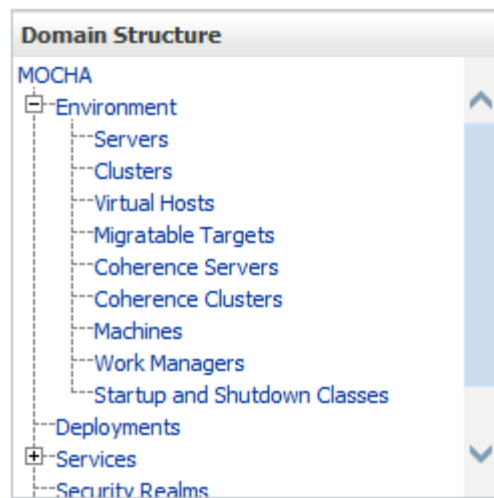 Domain Structure
MOCHA
Environment
Servers
Clusters
Virtual Hosts
Migratable Targets
Coherence Servers
Coherence Clusters
Machines
Work Managers
Startup and Shutdown Classes
Deployments
Services
Security Realms